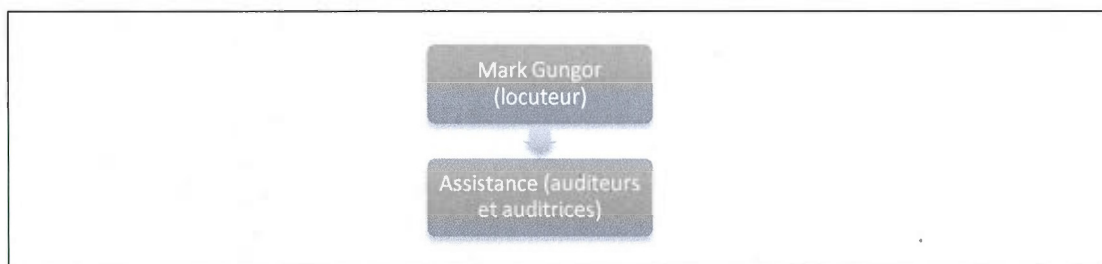 Mark Gungor
(locuteur)
Assistance (auditeurs
et auditrices)